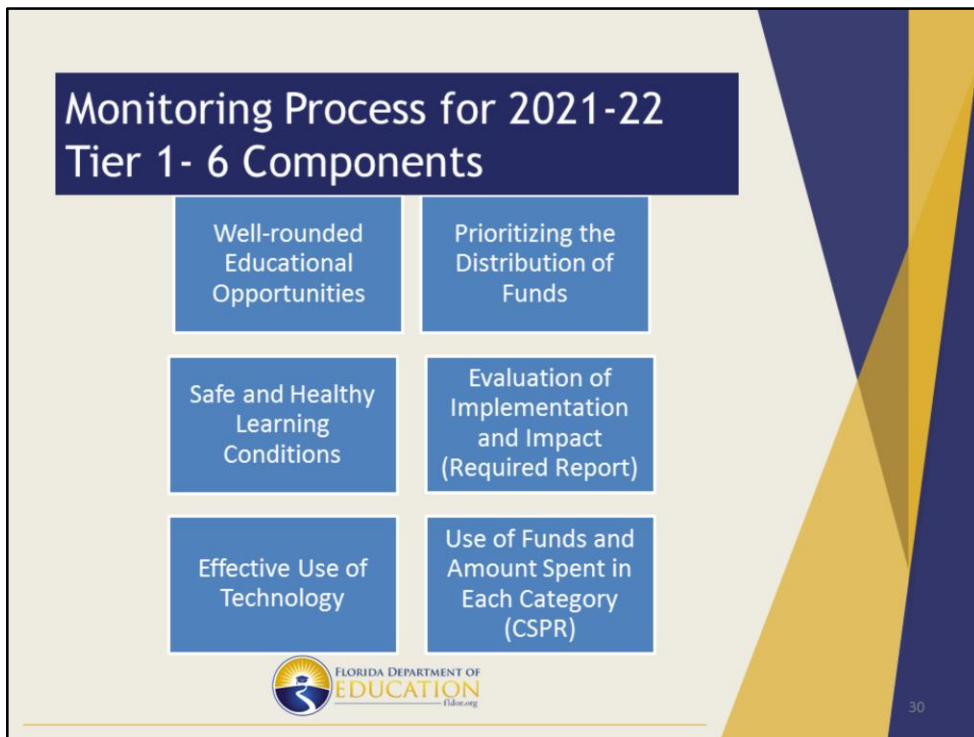 Monitoring Process for 2021-22
Tier 1- 6 Components
Well-rounded
Educational
Opportunities
Prioritizing the
Distribution of
Funds
Safe and Healthy
Learning
Conditions
Evaluation of
Implementation
and Impact
(Required Report)
Effective Use of
Technology
Use of Funds and
Amount Spent in
Each Category
(CSPR)
FLORIDA DEPARTMENT OF
EDUCATION
fldoe.org
30